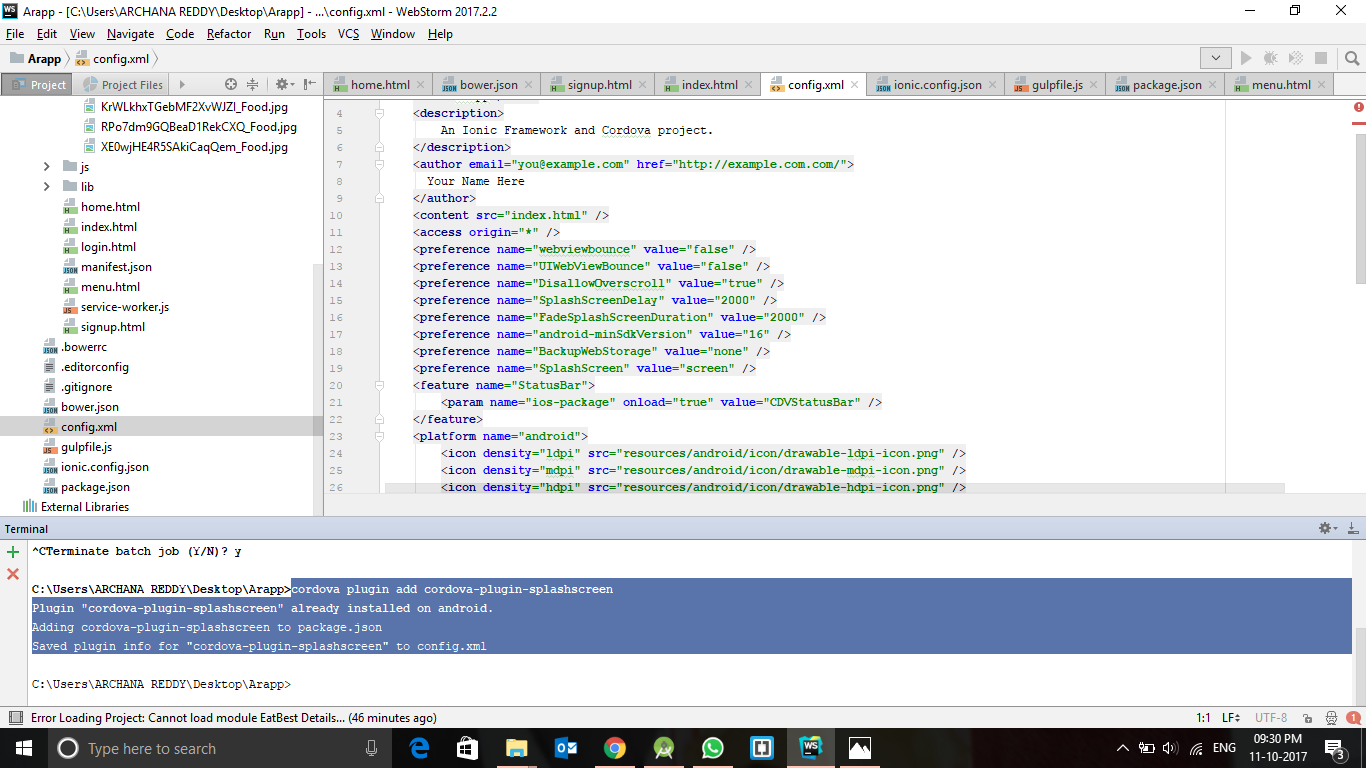 Arapp - [C:\Users\ARCHANA REDDY\Desktop\Arapp] - ...\config.xml - WebStorm 2017.2.2
File Edit View Navigate Code Refactor Run Tools VCS Window Help
Arapp config.xml
Project Project Files
home.html bower.json signup.html index.html config.xml ionic.config.json gulpfile.js package.json menu.html
KrWLkhxTGebMF2XvWJZI_Food.jpg
RPo7dm9GQBeaD1RekCXQ_Food.jpg
XE0wjHE4R5SAkiCaqQem_Food.jpg
js
lib
home.html
index.html
login.html
manifest.json
menu.html
service-worker.js
signup.html
.bowerrc
.editorconfig
.gitignore
bower.json
config.xml
gulpfile.js
ionic.config.json
package.json
External Libraries
4 <description>
5 An Ionic Framework and Cordova project.
6 </description>
7 <author email="you@example.com" href="http://example.com.com/">
8 Your Name Here
9 </author>
10 <content src="index.html" />
11 <access origin="*" />
12 <preference name="webviewbounce" value="false" />
13 <preference name="UIWebViewBounce" value="false" />
14 <preference name="DisallowOverscroll" value="true" />
15 <preference name="SplashScreenDelay" value="2000" />
16 <preference name="FadeSplashScreenDuration" value="2000" />
17 <preference name="android-minSdkVersion" value="16" />
18 <preference name="BackupWebStorage" value="none" />
19 <preference name="SplashScreen" value="screen" />
20 <feature name="StatusBar">
21 <param name="ios-package" onload="true" value="CDVStatusBar" />
22 </feature>
23 <platform name="android">
24 <icon density="ldpi" src="resources/android/icon/drawable-ldpi-icon.png" />
25 <icon density="mdpi" src="resources/android/icon/drawable-mdpi-icon.png" />
26 <icon density="hdpi" src="resources/android/icon/drawable-hdpi-icon.png" />
Terminal
^CTerminate batch job (Y/N)? y
C:\Users\ARCHANA REDDY\Desktop\Arapp>cordova plugin add cordova-plugin-splashscreen
Plugin "cordova-plugin-splashscreen" already installed on android.
Adding cordova-plugin-splashscreen to package.json
Saved plugin info for "cordova-plugin-splashscreen" to config.xml
C:\Users\ARCHANA REDDY\Desktop\Arapp>
Error Loading Project: Cannot load module EatBest Details... (46 minutes ago)
1:1 LF UTF-8 1
Type here to search
ENG
09:30 PM
11-10-2017
3